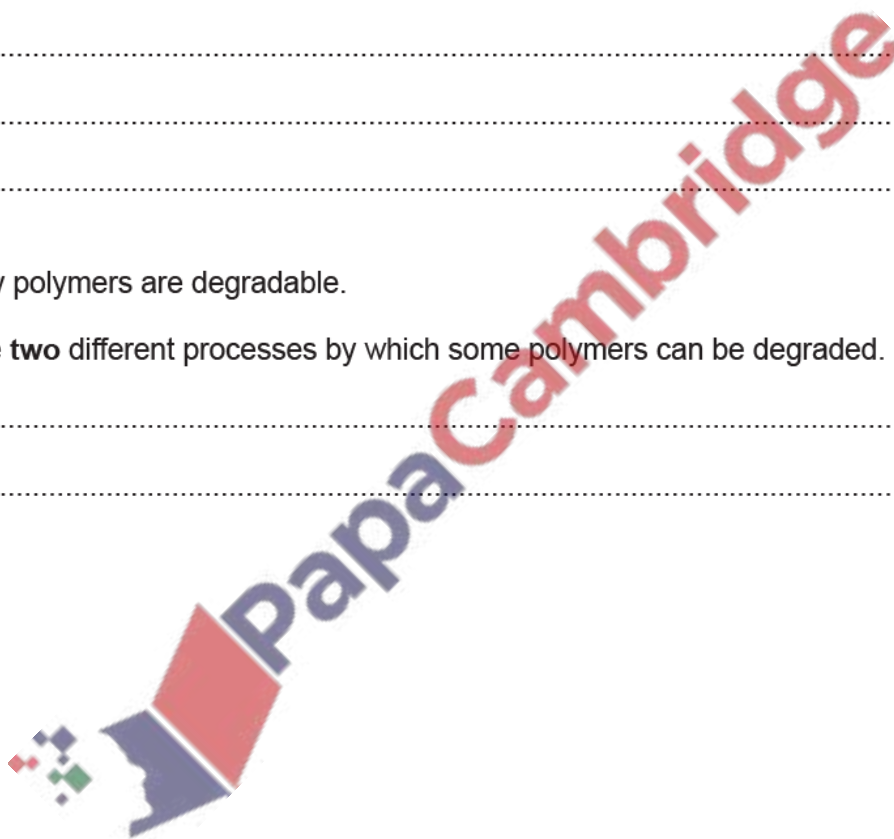 polymers are degradable.
two different processes by which some polymers can be degraded.
PapaCambridge